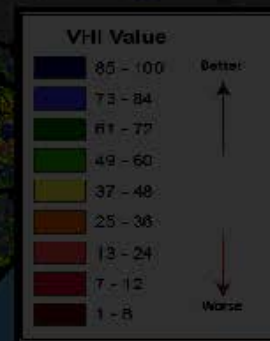 VHI Value
85 - 100 Better
73 - 84
61 - 72
49 - 60
37 - 48
25 - 36
13 - 24
7 - 12
1 - 6 Worse